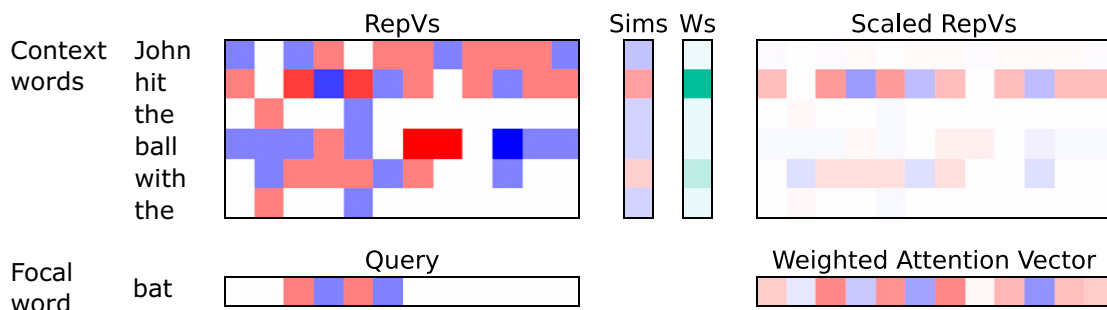 RepVs Sims Ws Scaled RepVs
Context words
John
hit
the
ball
with
the
Query Weighted Attention Vector
Focal word
bat